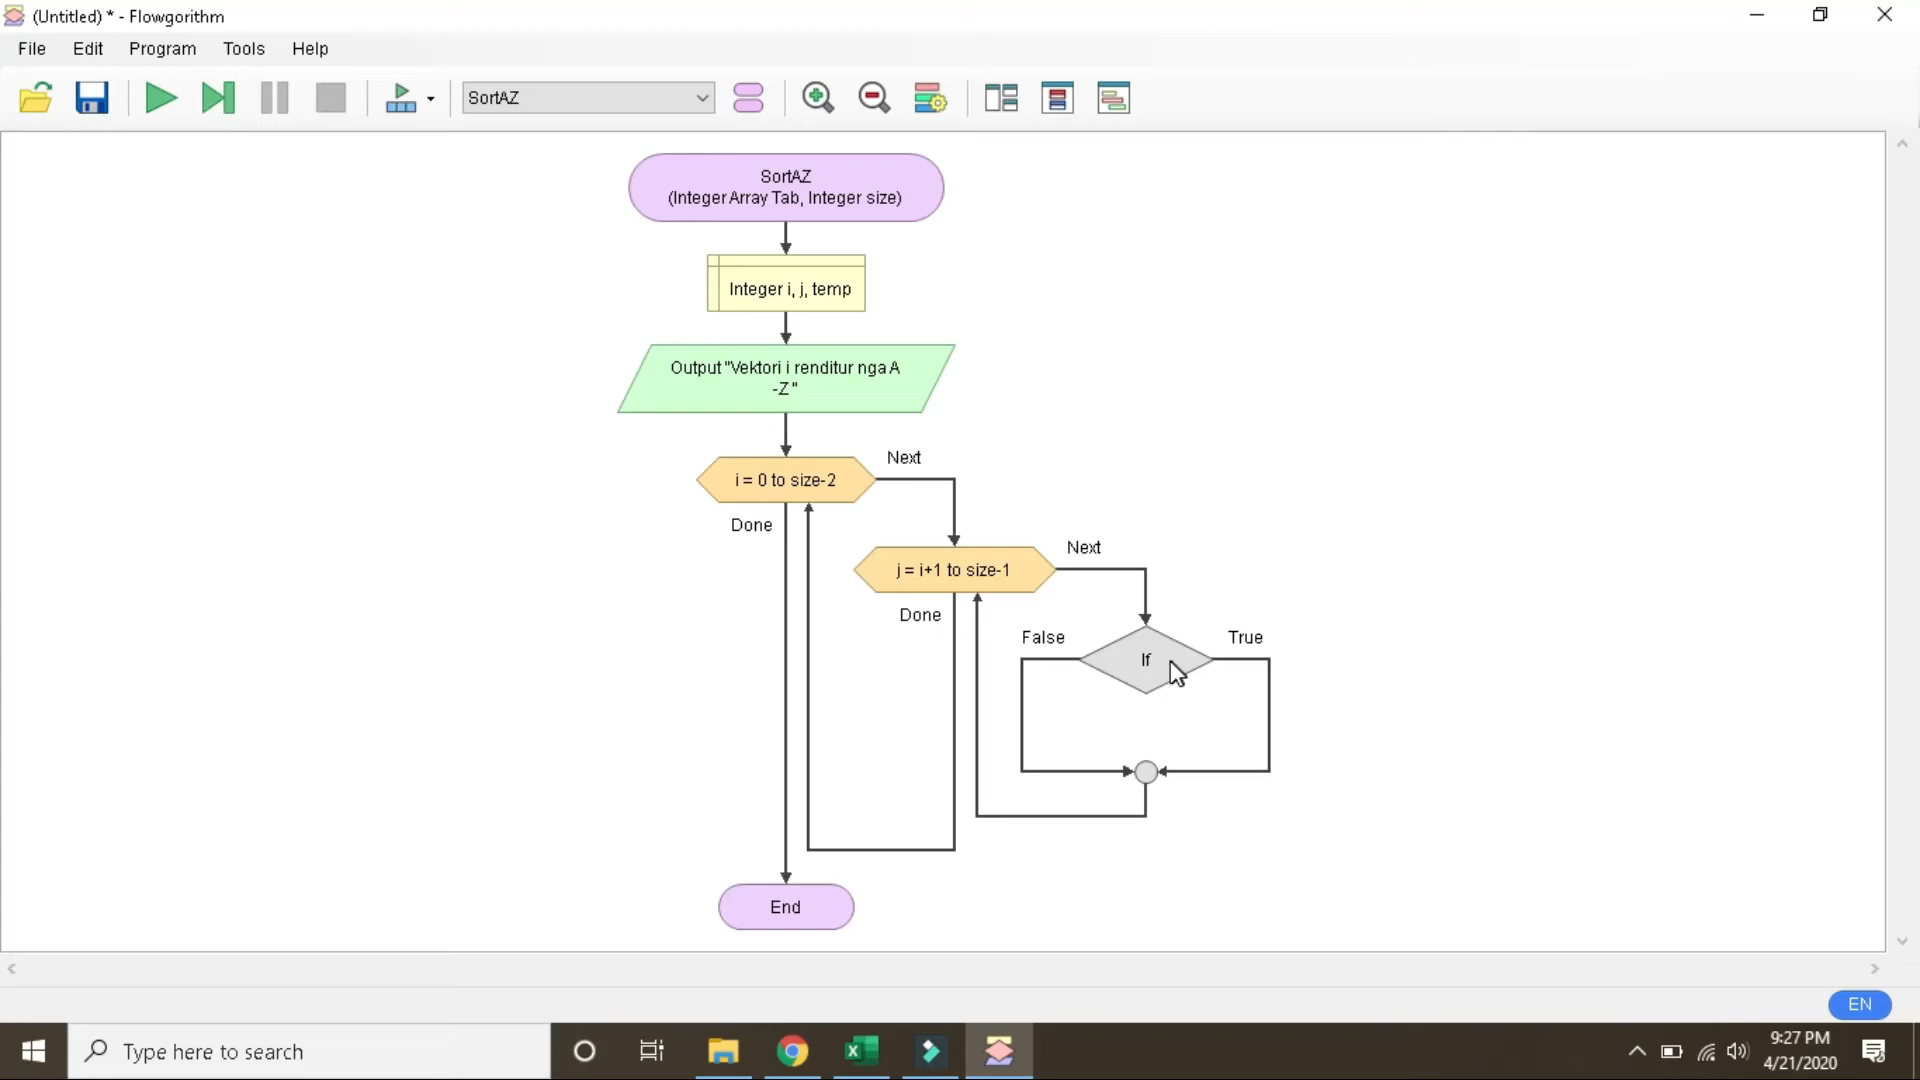 (Untitled) * - Flowgorithm
File Edit Program Tools Help
SortAZ
SortAZ
(Integer Array Tab, Integer size)
Integer i, j, temp
Output "Vektori i renditur nga A
-Z "
Next
i = 0 to size-2
Done
Next
j = i+1 to size-1
Done
False
True
If
End
EN
Type here to search
9:27 PM
4/21/2020